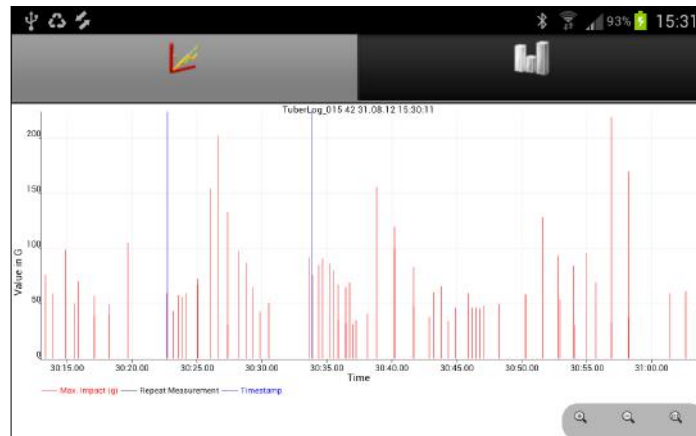 93% 15:31
TuberLog_015 42 31.08.12 15:30:11
200
150
100
50
0
Value in G
30:15.00 30:20.00 30:25.00 30:30.00 30:35.00 30:40.00 30:45.00 30:50.00 30:55.00 31:00.00
Time
Max. Impact (g) Repeat Measurement Timestamp